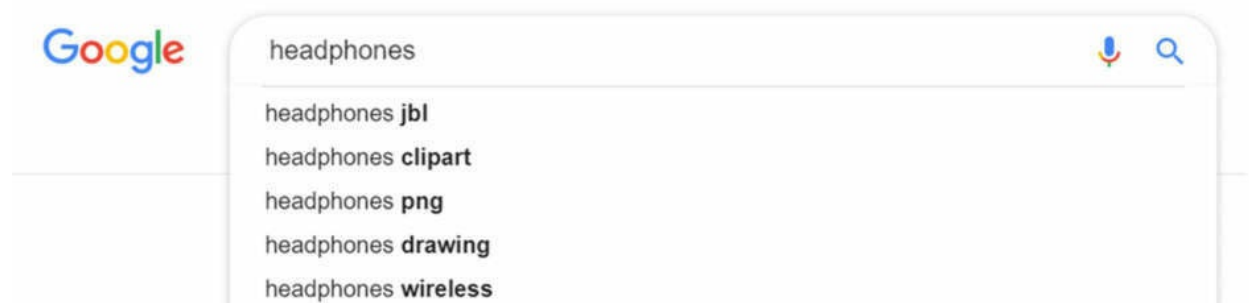 Google
headphones
headphones jbl
headphones clipart
headphones png
headphones drawing
headphones wireless